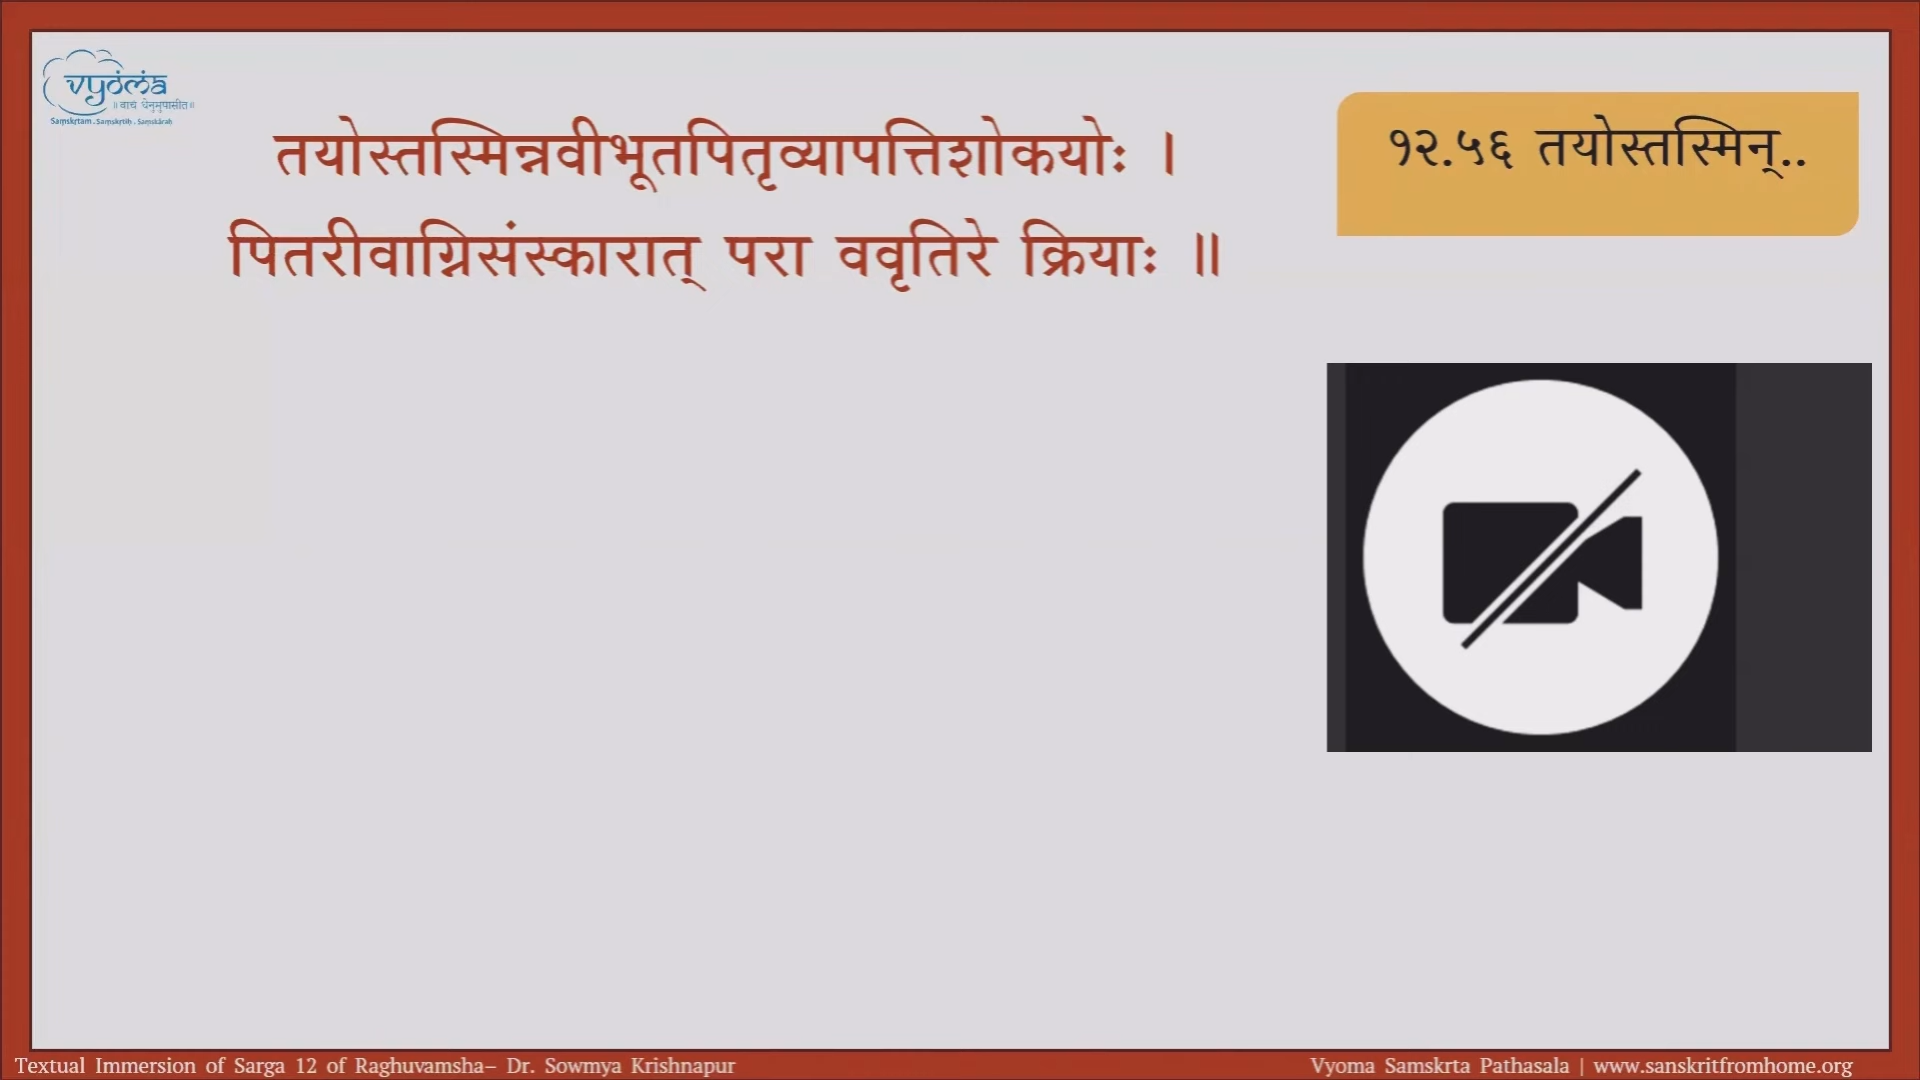 vyoma
॥ वाचं धेनुमुपासीत॥
Saṃskṛtam . Saṃskṛtiḥ . Saṃskāraḥ
तयोस्तस्मिन्नवीभूतपितृव्यापत्तिशोकयोः ।
पितरीवाग्निसंस्कारात् परा ववृतिरे क्रियाः ॥
१२.५६ तयोस्तस्मिन्..
Textual Immersion of Sarga 12 of Raghuvamsha– Dr. Sowmya Krishnapur
Vyoma Samskrta Pathasala | www.sanskritfromhome.org